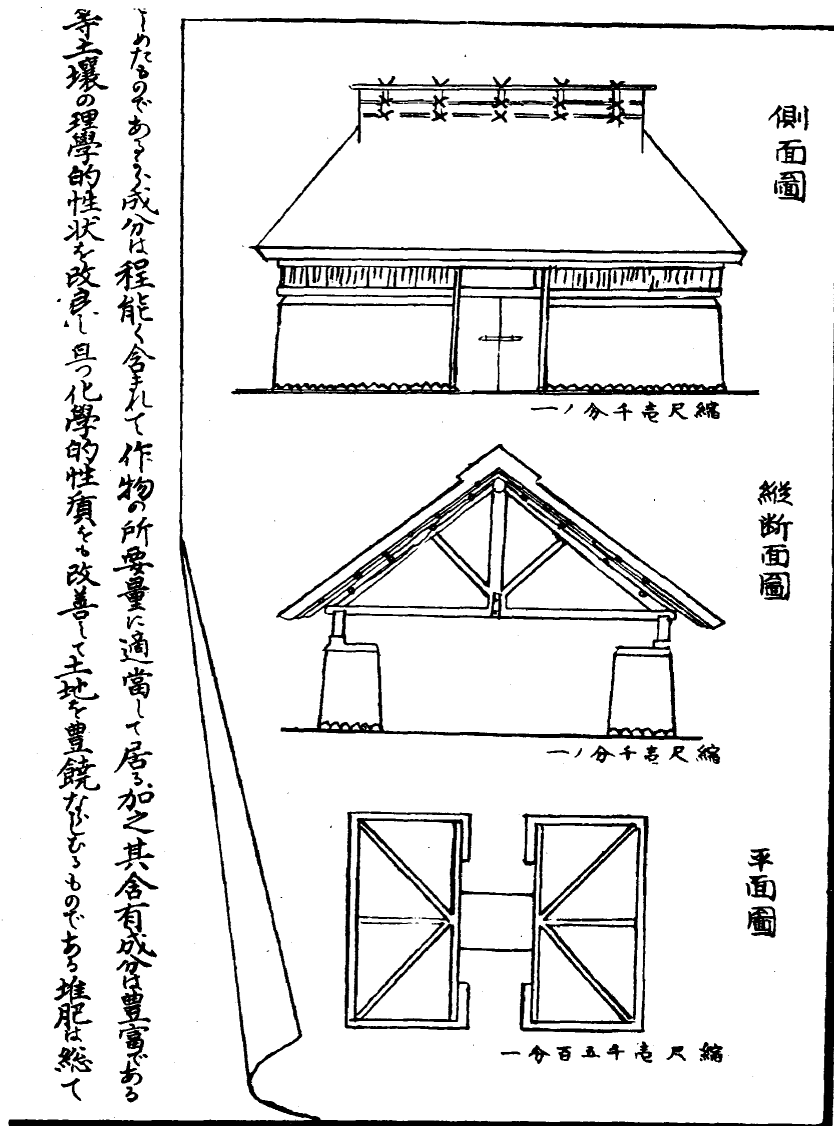 側面圖
縮尺壱千分ノ一
縱断面圖
縮尺壱千分ノ一
平面圖
縮尺壱千五百分一
しめたものであるから成分は程能く含まれて作物の所要量に適當して居る加之其含有成分は豊富である
等土壤の理學的性状を改良し且つ化學的性質をも改善して土地を豊饒ならしむるものである堆肥は総て